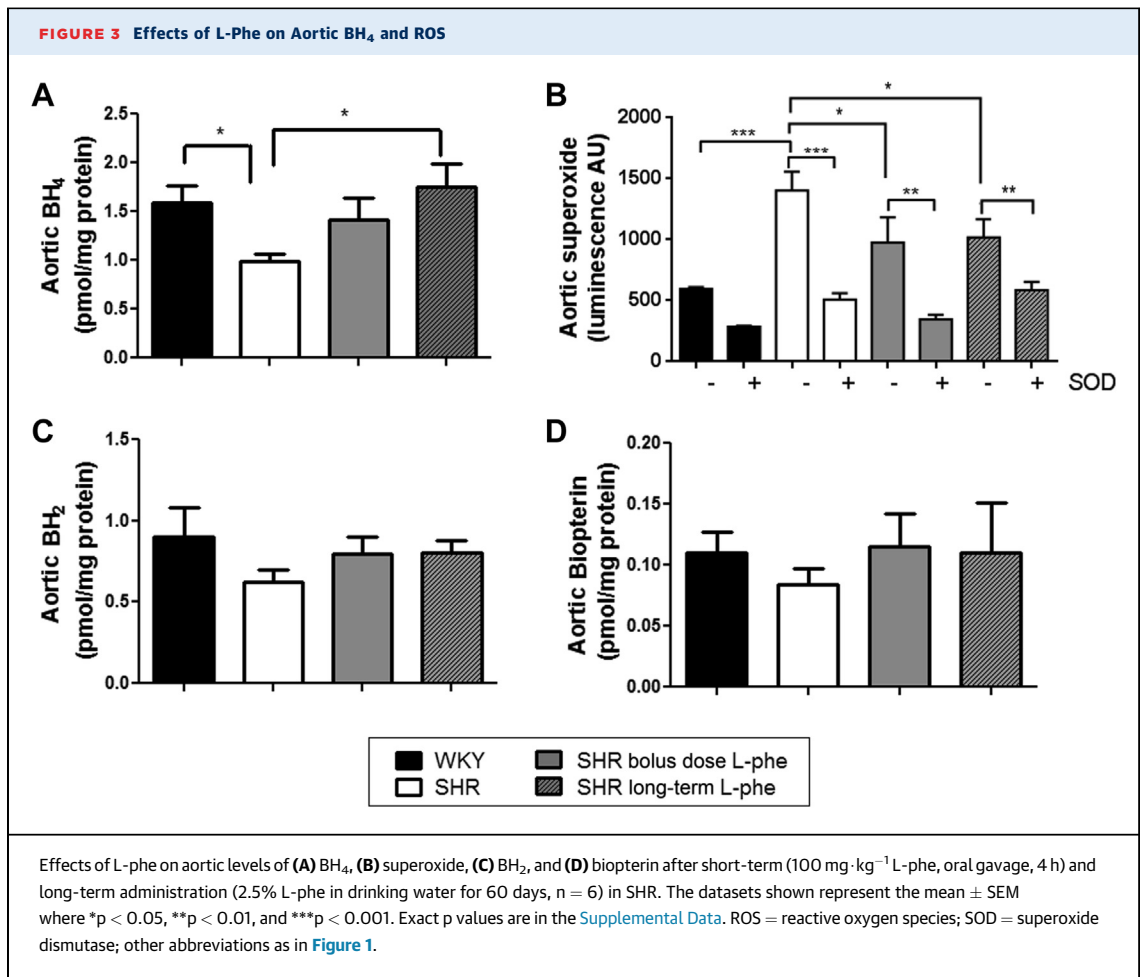 FIGURE 3 Effects of L-Phe on Aortic BH₄ and ROS
A
*
*
Aortic BH₄
(pmol/mg protein)
2.5
2.0
1.5
1.0
0.5
0.0
B
*
*
***
***
**
**
Aortic superoxide
(luminescence AU)
2000
1500
1000
500
0
- + - + - + - + SOD
C
Aortic BH₂
(pmol/mg protein)
1.5
1.0
0.5
0.0
D
Aortic Biopterin
(pmol/mg protein)
0.20
0.15
0.10
0.05
0.00
WKY SHR bolus dose L-phe
SHR SHR long-term L-phe
Effects of L-phe on aortic levels of (A) BH₄, (B) superoxide, (C) BH₂, and (D) biopterin after short-term (100 mg·kg⁻¹ L-phe, oral gavage, 4 h) and
long-term administration (2.5% L-phe in drinking water for 60 days, n = 6) in SHR. The datasets shown represent the mean ± SEM
where *p < 0.05, **p < 0.01, and ***p < 0.001. Exact p values are in the Supplemental Data. ROS = reactive oxygen species; SOD = superoxide
dismutase; other abbreviations as in Figure 1.